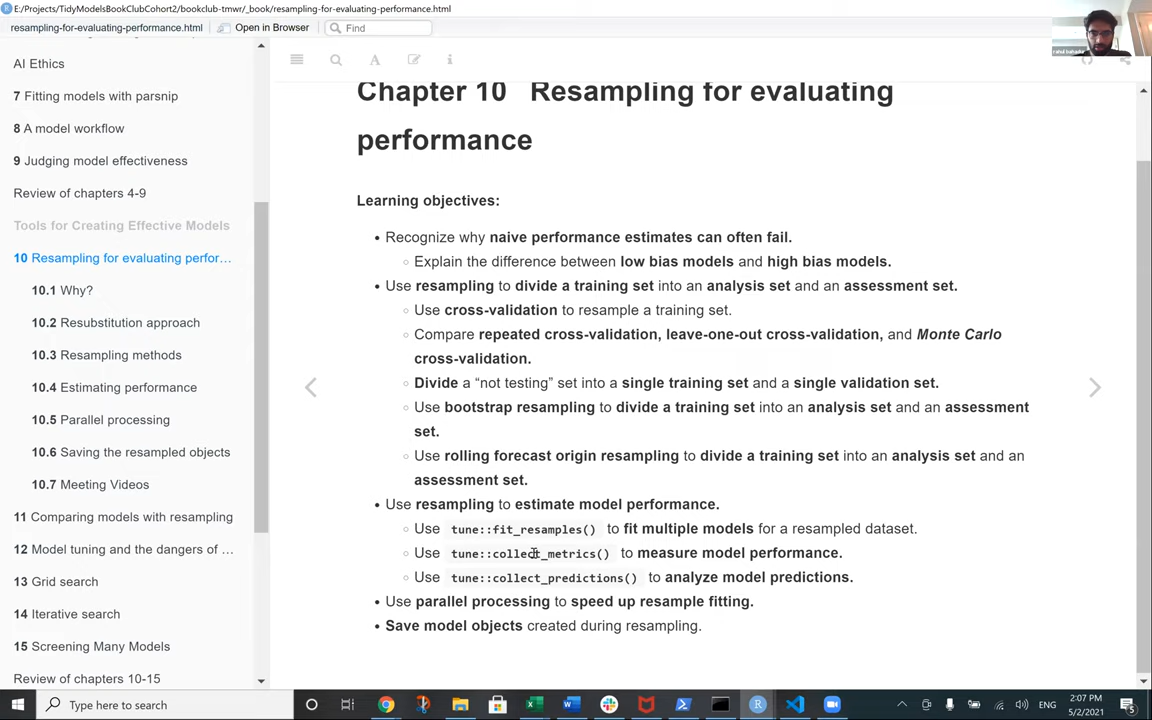 E:/Projects/TidyModelsBookClubCohort2/bookclub-tmwr/_book/resampling-for-evaluating-performance.html
resampling-for-evaluating-performance.html
Open in Browser
Find
AI Ethics
7 Fitting models with parsnip
8 A model workflow
9 Judging model effectiveness
Review of chapters 4-9
Tools for Creating Effective Models
10 Resampling for evaluating perfor…
10.1 Why?
10.2 Resubstitution approach
10.3 Resampling methods
10.4 Estimating performance
10.5 Parallel processing
10.6 Saving the resampled objects
10.7 Meeting Videos
11 Comparing models with resampling
12 Model tuning and the dangers of …
13 Grid search
14 Iterative search
15 Screening Many Models
Review of chapters 10-15
Chapter 10 Resampling for evaluating
performance
Learning objectives:
• Recognize why naive performance estimates can often fail.
◦ Explain the difference between low bias models and high bias models.
• Use resampling to divide a training set into an analysis set and an assessment set.
◦ Use cross-validation to resample a training set.
◦ Compare repeated cross-validation, leave-one-out cross-validation, and Monte Carlo
cross-validation.
◦ Divide a “not testing” set into a single training set and a single validation set.
◦ Use bootstrap resampling to divide a training set into an analysis set and an assessment
set.
◦ Use rolling forecast origin resampling to divide a training set into an analysis set and an
assessment set.
• Use resampling to estimate model performance.
◦ Use tune::fit_resamples() to fit multiple models for a resampled dataset.
◦ Use tune::collect_metrics() to measure model performance.
◦ Use tune::collect_predictions() to analyze model predictions.
• Use parallel processing to speed up resample fitting.
• Save model objects created during resampling.
Type here to search
ENG
2:07 PM
5/2/2021
5